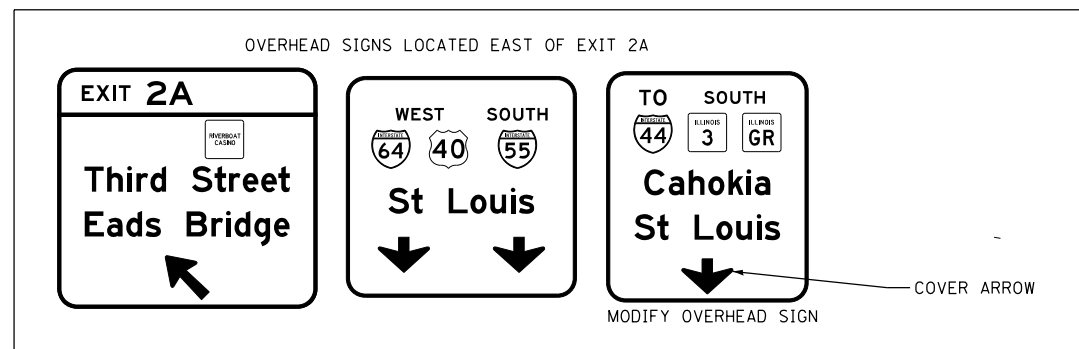 OVERHEAD SIGNS LOCATED EAST OF EXIT 2A
EXIT 2A
RIVERBOAT
CASINO
Third Street
Eads Bridge
WEST SOUTH
INTERSTATE
64
40
INTERSTATE
55
St Louis
TO SOUTH
INTERSTATE
44
ILLINOIS
3
ILLINOIS
GR
Cahokia
St Louis
COVER ARROW
MODIFY OVERHEAD SIGN